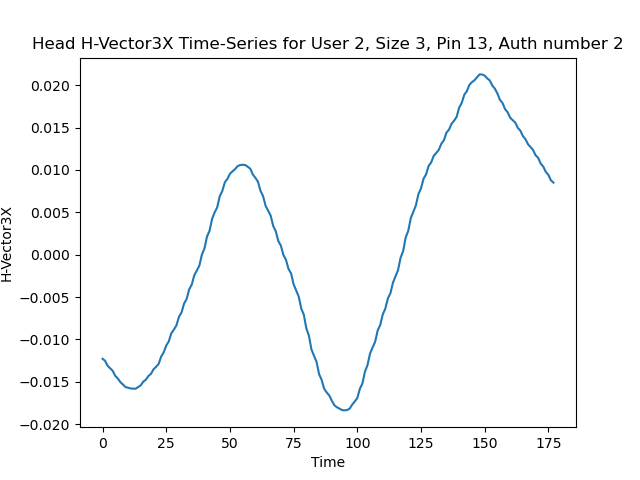 Head H-Vector3X Time-Series for User 2, Size 3, Pin 13, Auth number 2
H-Vector3X
0.020
0.015
0.010
0.005
0.000
−0.005
−0.010
−0.015
−0.020
0 25 50 75 100 125 150 175
Time